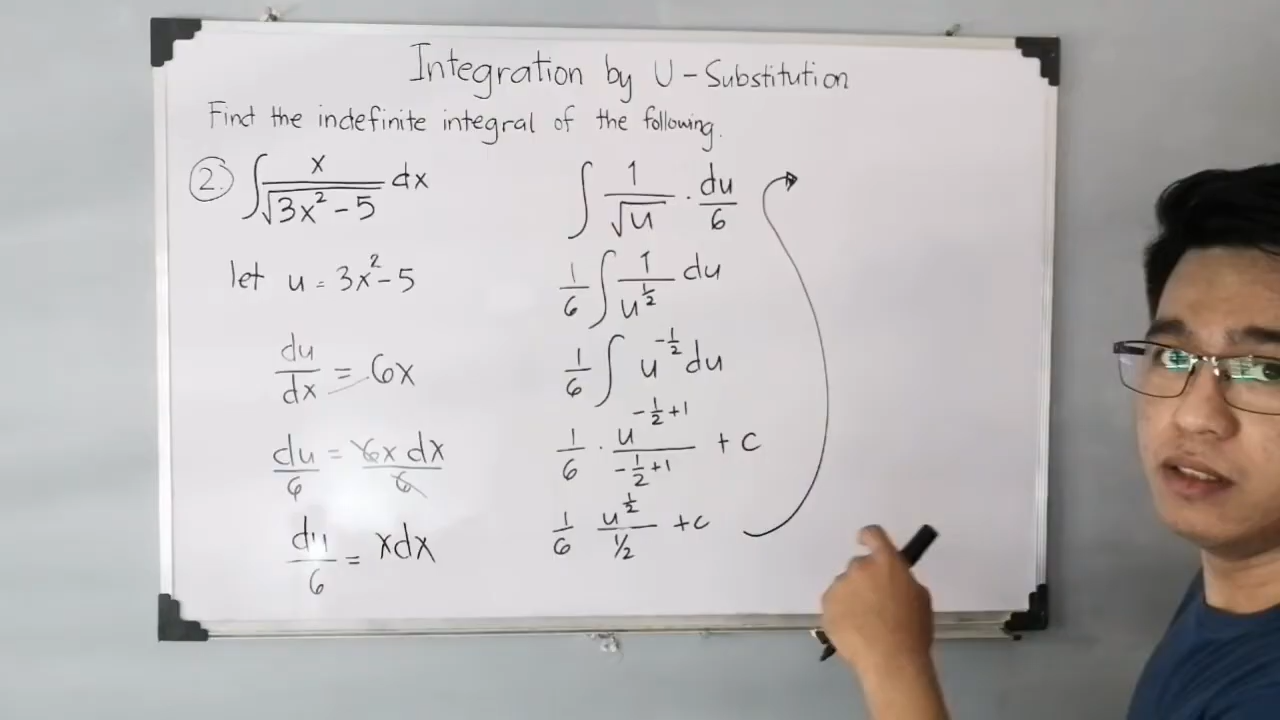 Integration by U-Substitution
Find the indefinite integral of the following.
2. ∫ x/√(3x² - 5) dx
let u = 3x² - 5
du/dx = 6x
du/6 = 6x dx/6
du/6 = xdx
∫ 1/√u · du/6
1/6 ∫ 1/u^(1/2) du
1/6 ∫ u^(-1/2) du
1/6 · u^(-1/2+1)/(-1/2+1) + C
1/6 u^(1/2)/(1/2) + C